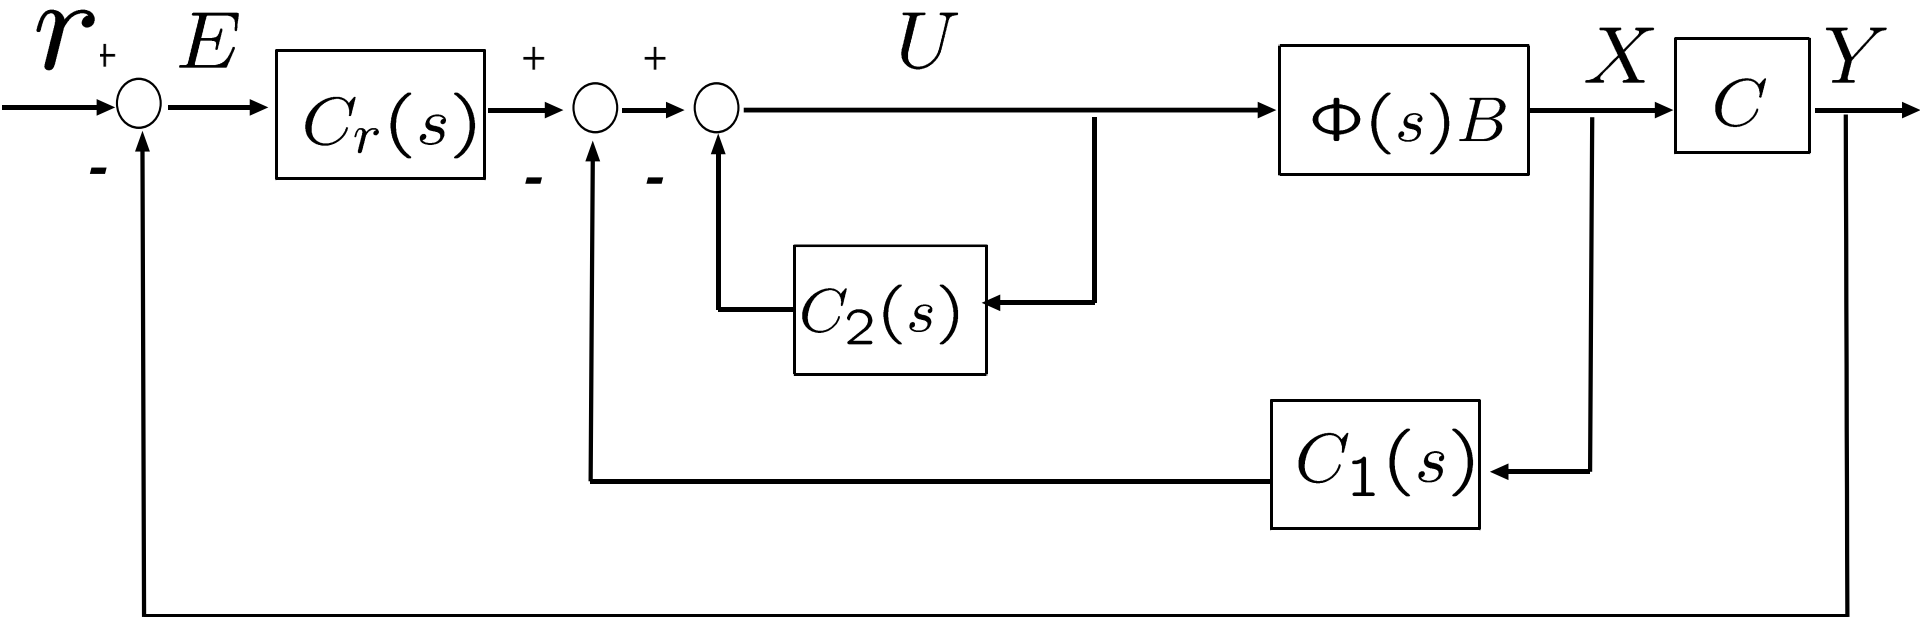 r + E U X Y
+ +
C_r(s) Φ(s)B C
- - -
C_2(s)
C_1(s)